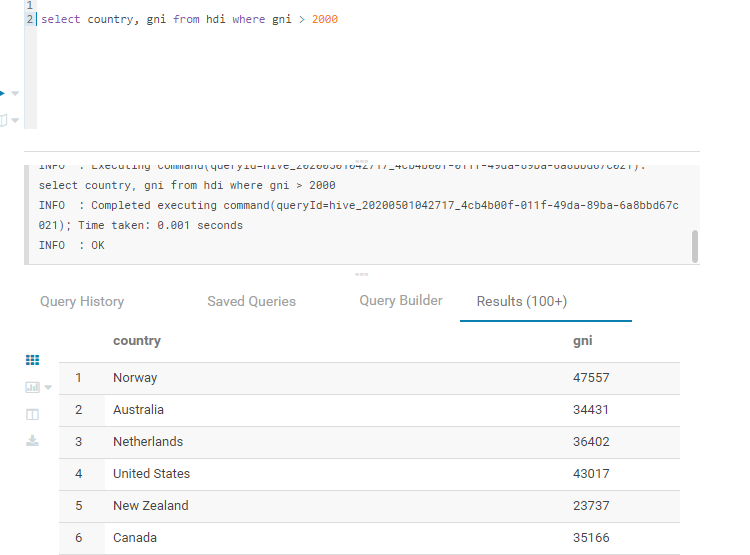 1
2 select country, gni from hdi where gni > 2000
INFO : Executing command(queryId=hive_20200501042717_4cb4b00f-011f-49da-89ba-6a8bbd67c021):
select country, gni from hdi where gni > 2000
INFO : Completed executing command(queryId=hive_20200501042717_4cb4b00f-011f-49da-89ba-6a8bbd67c
021); Time taken: 0.001 seconds
INFO : OK
Query History Saved Queries Query Builder Results (100+)
country gni
1 Norway 47557
2 Australia 34431
3 Netherlands 36402
4 United States 43017
5 New Zealand 23737
6 Canada 35166